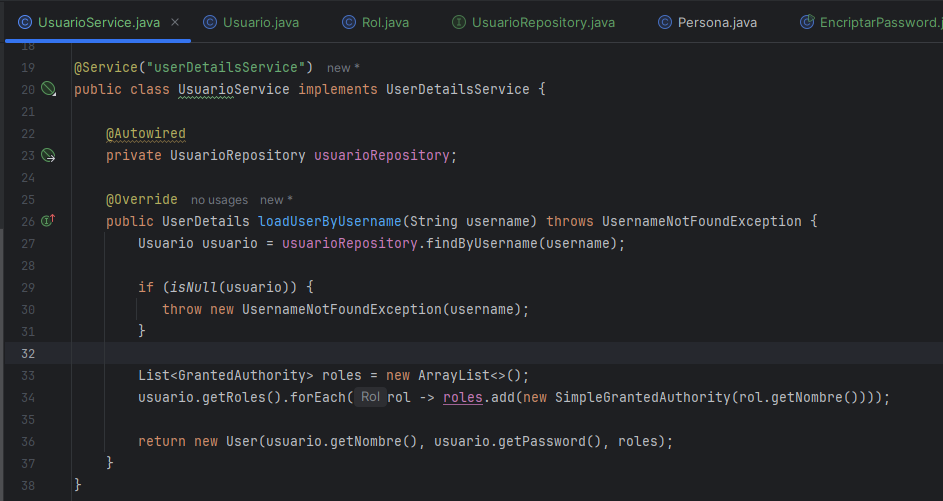 UsuarioService.java × Usuario.java Rol.java UsuarioRepository.java Persona.java EncriptarPassword.j
18
19 @Service("userDetailsService") new *
20 public class UsuarioService implements UserDetailsService {
21
22 @Autowired
23 private UsuarioRepository usuarioRepository;
24
25 @Override no usages new *
26 public UserDetails loadUserByUsername(String username) throws UsernameNotFoundException {
27 Usuario usuario = usuarioRepository.findByUsername(username);
28
29 if (isNull(usuario)) {
30 throw new UsernameNotFoundException(username);
31 }
32
33 List<GrantedAuthority> roles = new ArrayList<>();
34 usuario.getRoles().forEach( Rol rol -> roles.add(new SimpleGrantedAuthority(rol.getNombre())));
35
36 return new User(usuario.getNombre(), usuario.getPassword(), roles);
37 }
38 }